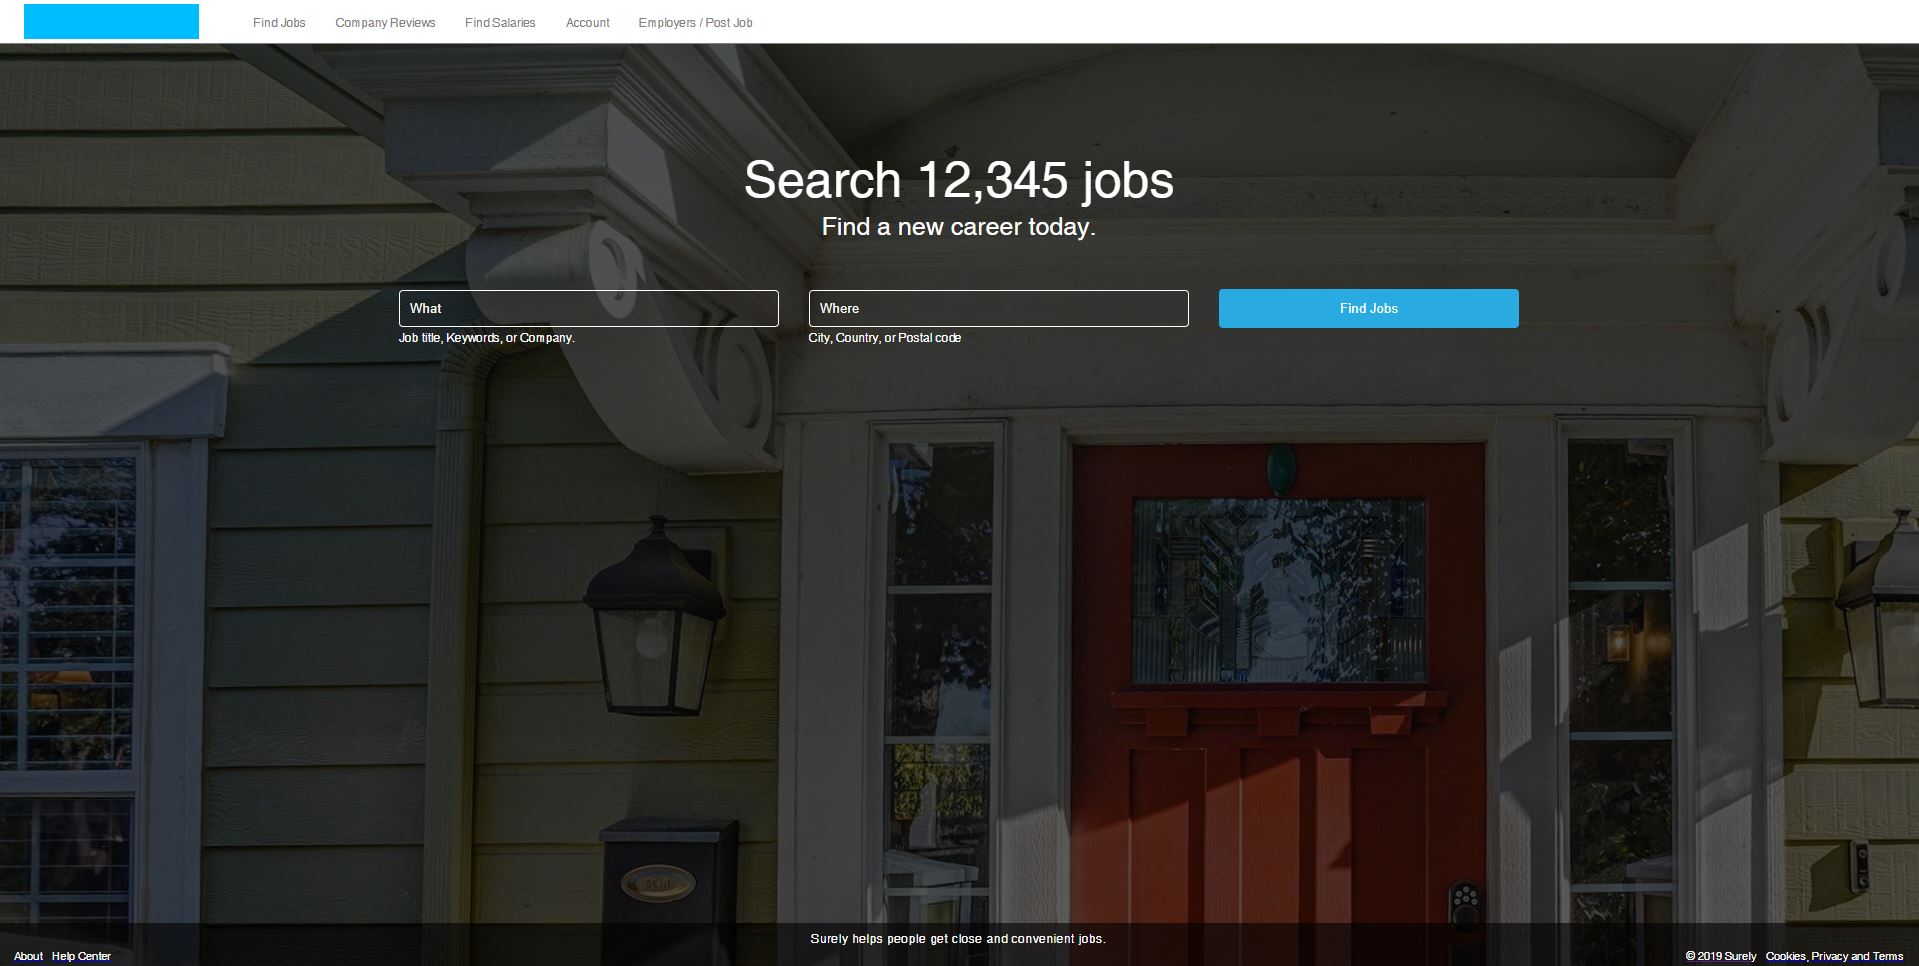 Find Jobs Company Reviews Find Salaries Account Employers / Post Job
Search 12,345 jobs
Find a new career today.
What
Where
Find Jobs
Job title, Keywords, or Company.
City, Country, or Postal code
Surely helps people get close and convenient jobs.
About Help Center
© 2019 Surely Cookies, Privacy and Terms